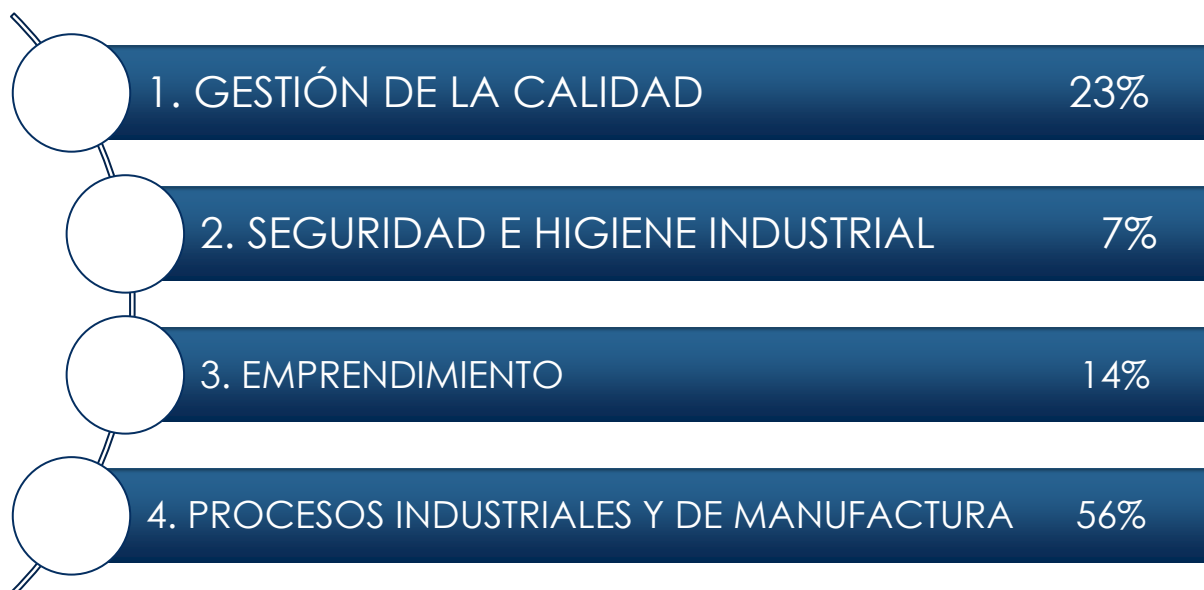 1. GESTIÓN DE LA CALIDAD 23%
2. SEGURIDAD E HIGIENE INDUSTRIAL 7%
3. EMPRENDIMIENTO 14%
4. PROCESOS INDUSTRIALES Y DE MANUFACTURA 56%